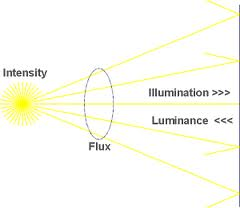 Intensity
Illumination >>>
Luminance <<<
Flux